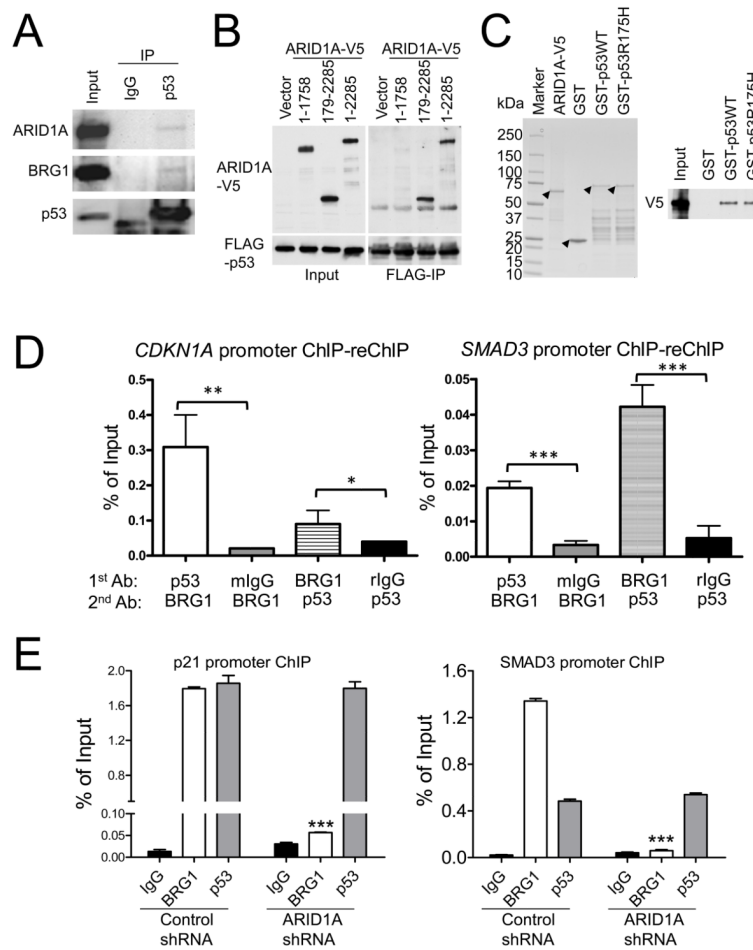 A
IP
Input
IgG
p53
ARID1A
BRG1
p53
B
ARID1A-V5
ARID1A-V5
Vector
1-1758
179-2285
1-2285
Vector
1-1758
179-2285
1-2285
ARID1A
-V5
FLAG
-p53
Input
FLAG-IP
C
Marker
ARID1A-V5
GST
GST-p53WT
GST-p53R175H
kDa
250
150
100
75
50
37
25
20
15
10
Input
GST
GST-p53WT
GST-p53R175H
V5
D
CDKN1A promoter ChIP-reChIP
% of Input
0.5
0.4
0.3
0.2
0.1
0.0
**
*
1st Ab: p53 mIgG BRG1 rIgG
2nd Ab: BRG1 BRG1 p53 p53
SMAD3 promoter ChIP-reChIP
% of Input
0.05
0.04
0.03
0.02
0.01
0.00
***
***
p53 mIgG BRG1 rIgG
BRG1 BRG1 p53 p53
E
p21 promoter ChIP
% of Input
2.0
1.6
1.2
0.8
0.10
0.05
0.00
***
IgG BRG1 p53 IgG BRG1 p53
Control ARID1A
shRNA shRNA
SMAD3 promoter ChIP
% of Input
1.6
1.2
0.8
0.4
0.0
***
IgG BRG1 p53 IgG BRG1 p53
Control ARID1A
shRNA shRNA